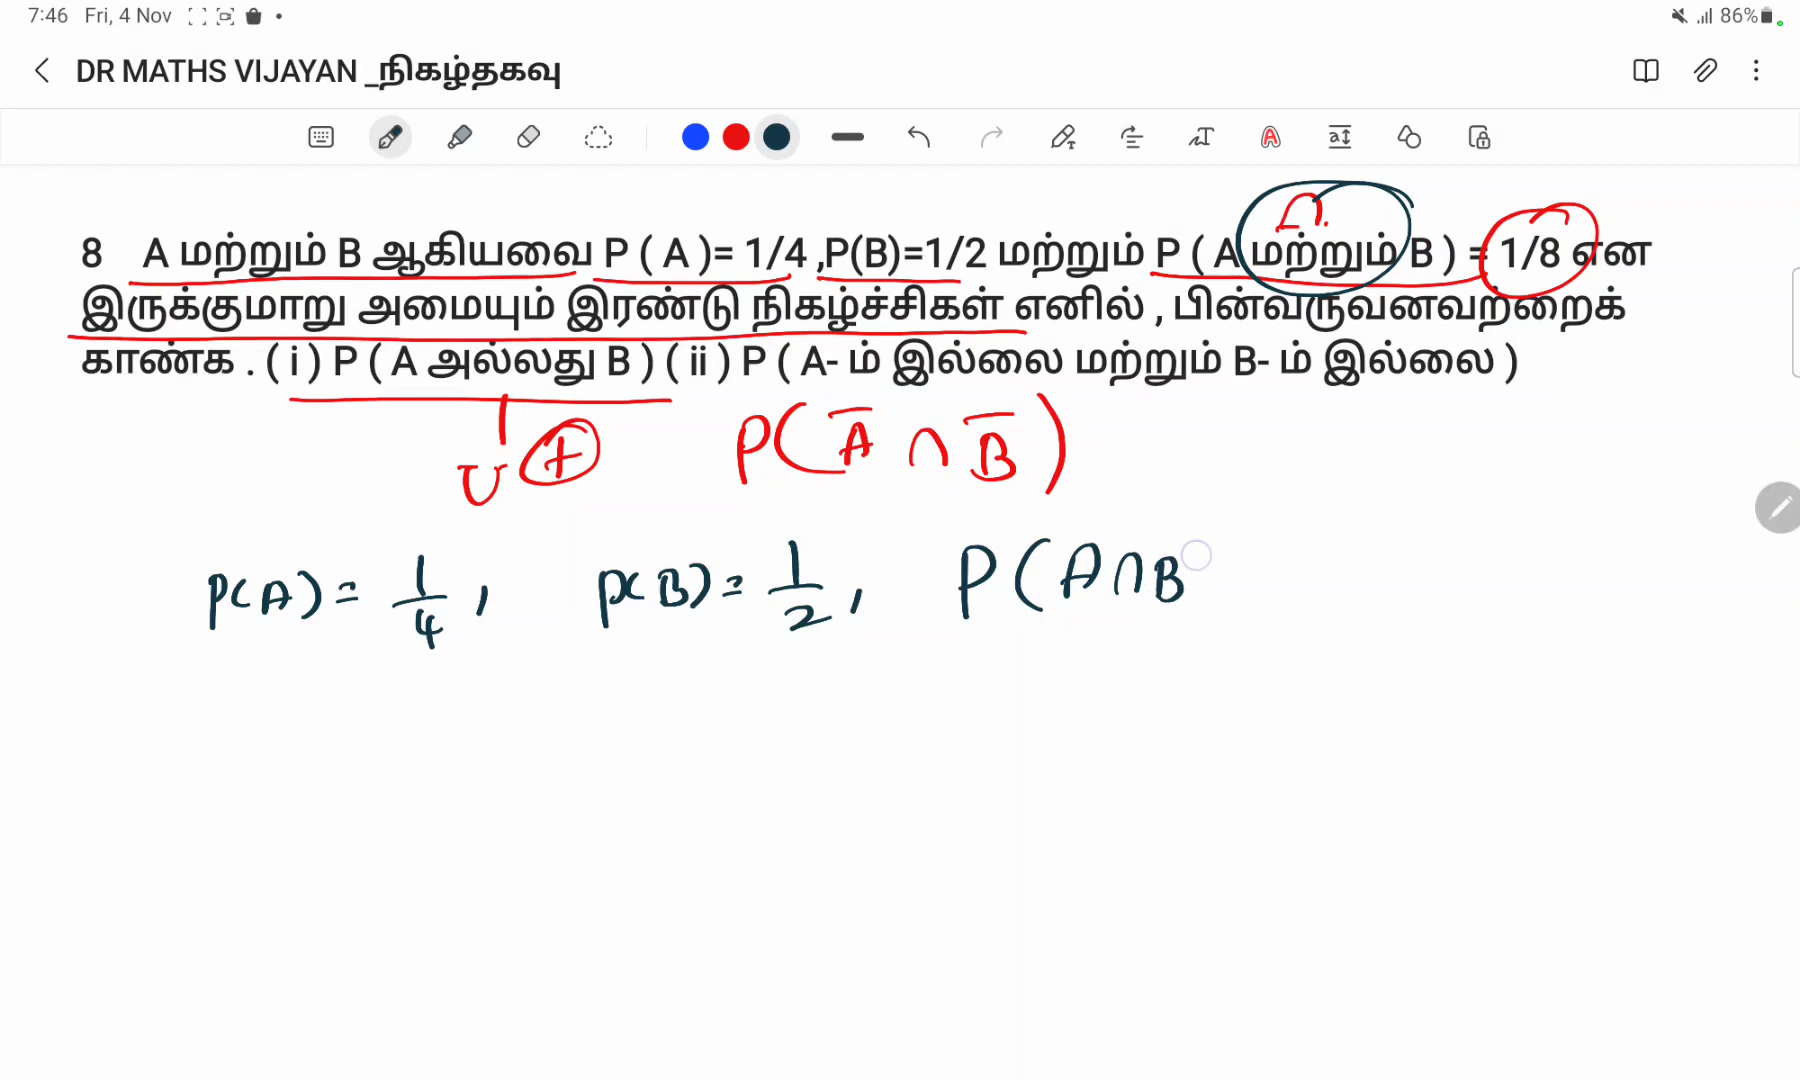 7:46 Fri, 4 Nov
86%
DR MATHS VIJAYAN _நிகழ்தகவு
8 A மற்றும் B ஆகியவை P ( A )= 1/4 ,P(B)=1/2 மற்றும் P ( A மற்றும் B ) = 1/8 என
இருக்குமாறு அமையும் இரண்டு நிகழ்ச்சிகள் எனில் , பின்வருவனவற்றைக்
காண்க . ( i ) P ( A அல்லது B ) ( ii ) P ( A- ம் இல்லை மற்றும் B- ம் இல்லை )
∩
∪ + P(A̅ ∩ B̅)
P(A) = 1/4 , P(B) = 1/2 , P(A∩B